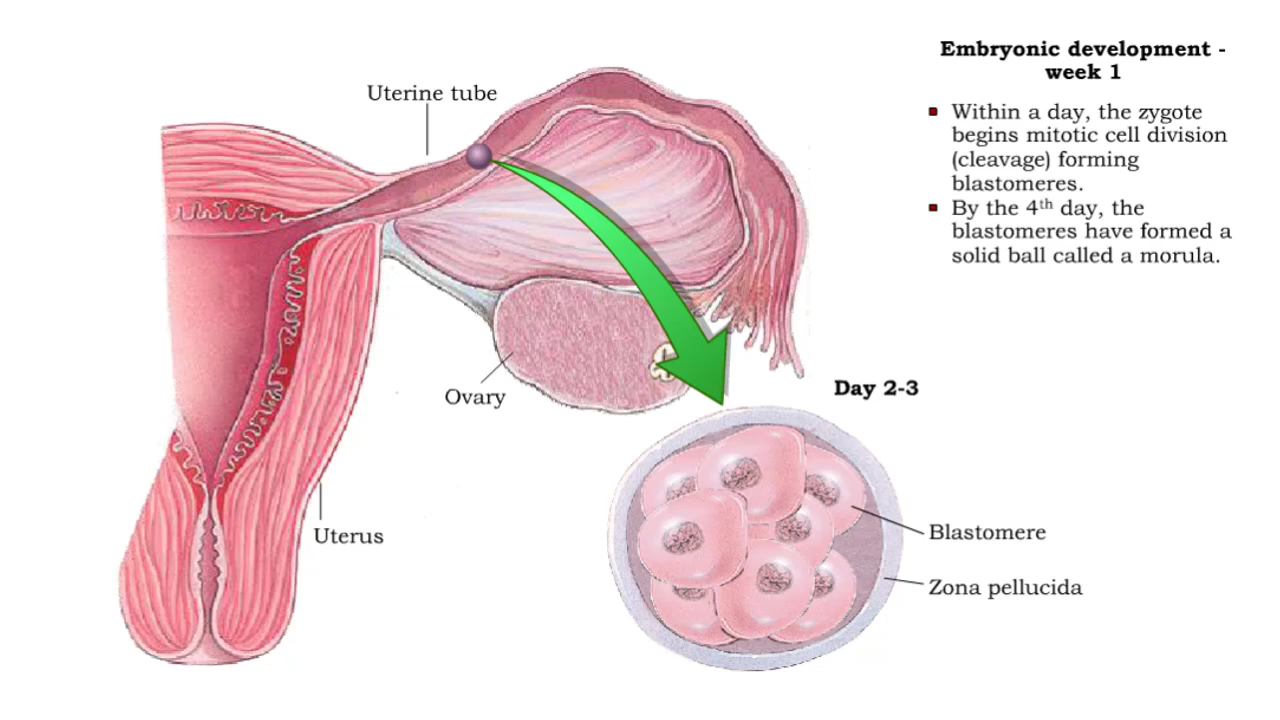 Embryonic development -
week 1
▪ Within a day, the zygote
begins mitotic cell division
(cleavage) forming
blastomeres.
▪ By the 4th day, the
blastomeres have formed a
solid ball called a morula.
Uterine tube
Ovary
Day 2-3
Uterus
Blastomere
Zona pellucida